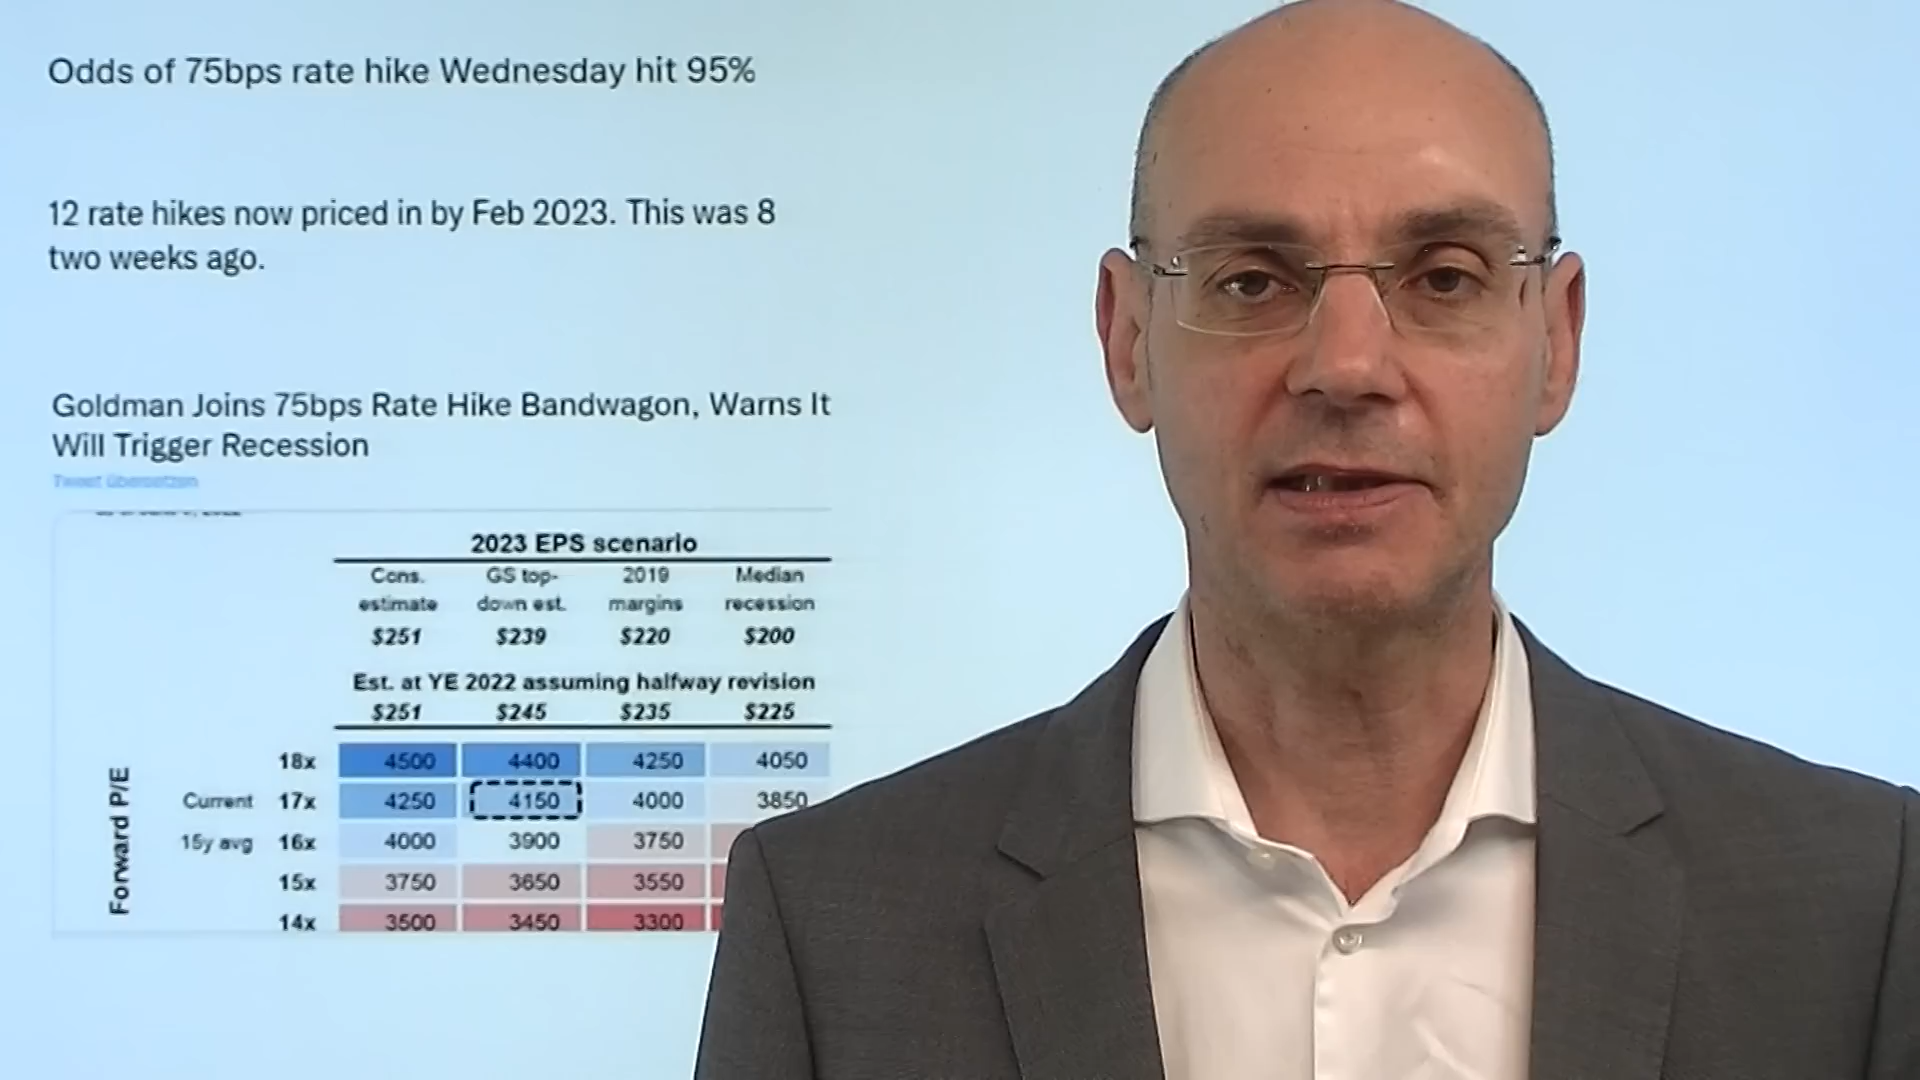 Odds of 75bps rate hike Wednesday hit 95%
12 rate hikes now priced in by Feb 2023. This was 8
two weeks ago.
Goldman Joins 75bps Rate Hike Bandwagon, Warns It
Will Trigger Recession
Tweet übersetzen
2023 EPS scenario
Cons. GS top- 2019 Median
estimate down est. margins recession
$251 $239 $220 $200
Est. at YE 2022 assuming halfway revision
$251 $245 $235 $225
Forward P/E
18x 4500 4400 4250 4050
Current 17x 4250 4150 4000 3850
15y avg 16x 4000 3900 3750
15x 3750 3650 3550
14x 3500 3450 3300